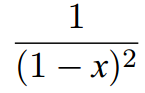 1
(1 − x)²